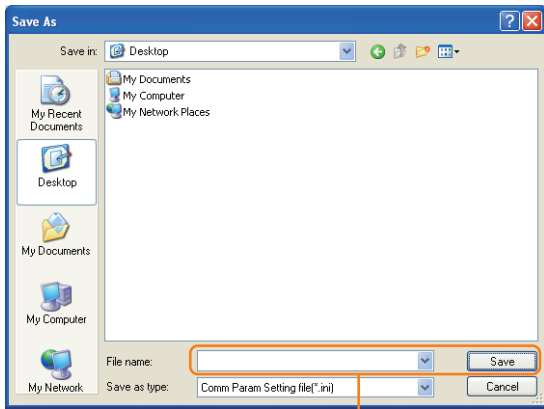 Save As
Save in: Desktop
My Recent
Documents
Desktop
My Documents
My Computer
My Network
My Documents
My Computer
My Network Places
File name: Save
Save as type: Comm Param Setting file(*.ini) Cancel